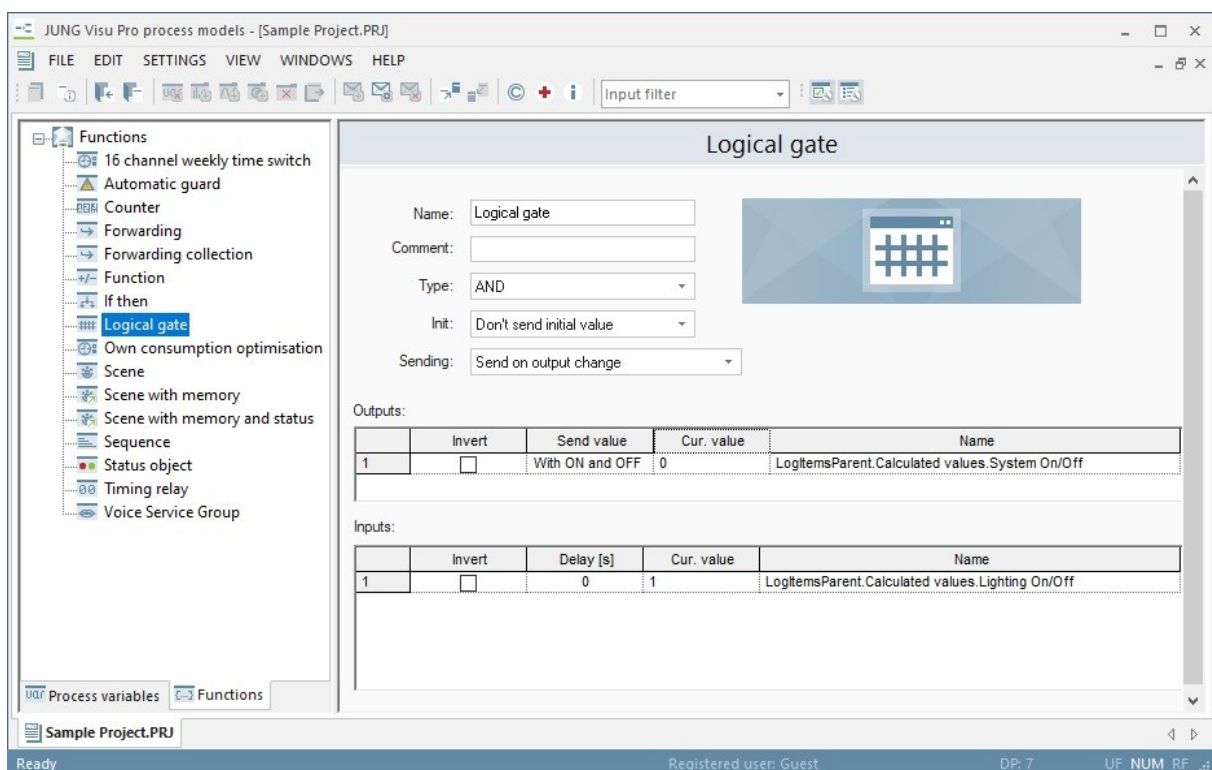 JUNG Visu Pro process models - [Sample Project.PRJ]
FILE EDIT SETTINGS VIEW WINDOWS HELP
Input filter
Functions
16 channel weekly time switch
Automatic guard
Counter
Forwarding
Forwarding collection
+/- Function
If then
Logical gate
Own consumption optimisation
Scene
Scene with memory
Scene with memory and status
Sequence
Status object
Timing relay
Voice Service Group
Process variables Functions
Logical gate
Name: Logical gate
Comment:
Type: AND
Init: Don't send initial value
Sending: Send on output change
Outputs:
Invert Send value Cur. value Name
1 With ON and OFF 0 LogItemsParent.Calculated values.System On/Off
Inputs:
Invert Delay [s] Cur. value Name
1 0 1 LogItemsParent.Calculated values.Lighting On/Off
Sample Project.PRJ
Ready Registered user: Guest DP: 7 UF NUM RF